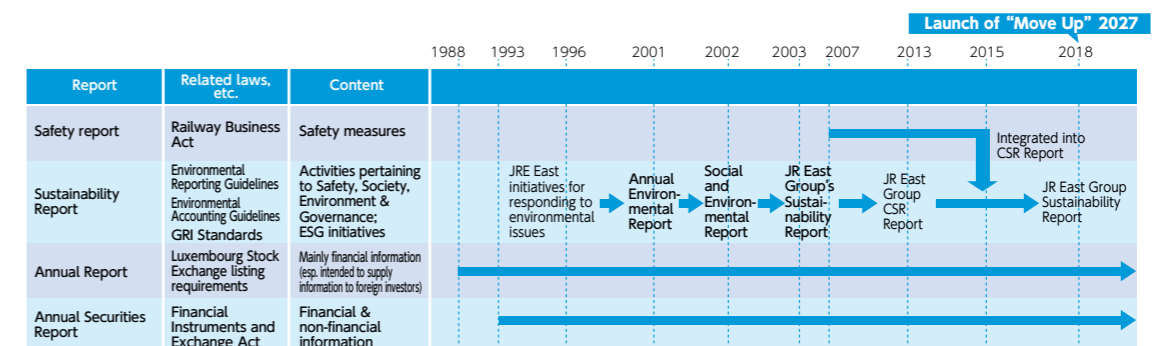 Launch of “Move Up” 2027
1988 1993 1996 2001 2002 2003 2007 2013 2015 2018
Report
Related laws,
etc.
Content
Safety report
Railway Business
Act
Safety measures
Integrated into
CSR Report
Sustainability
Report
Environmental
Reporting Guidelines
Environmental
Accounting Guidelines
GRI Standards
Activities pertaining
to Safety, Society,
Environment &
Governance;
ESG initiatives
JRE East
initiatives for
responding to
environmental
issues
Annual
Environ-
mental
Report
Social
and
Environ-
mental
Report
JR East
Group’s
Sustai-
nability
Report
JR East
Group
CSR
Report
JR East Group
Sustainability
Report
Annual Report
Luxembourg Stock
Exchange listing
requirements
Mainly financial information
(esp. intended to supply
information to foreign investors)
Annual Securities
Report
Financial
Instruments and
Exchange Act
Financial &
non-financial
information